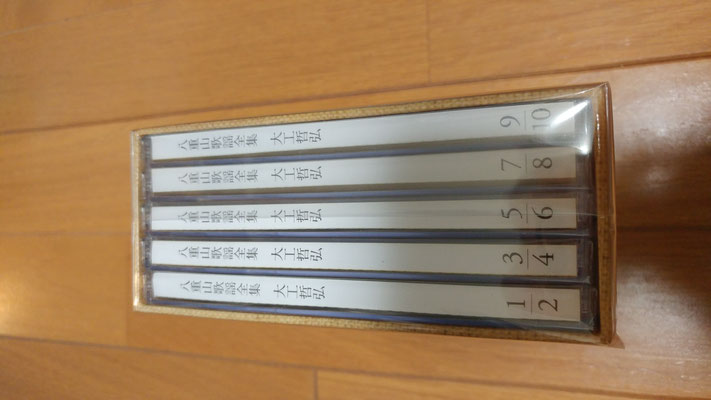 八重山歌謡全集 大工哲弘 9/10
八重山歌謡全集 大工哲弘 7/8
八重山歌謡全集 大工哲弘 5/6
八重山歌謡全集 大工哲弘 3/4
八重山歌謡全集 大工哲弘 1/2